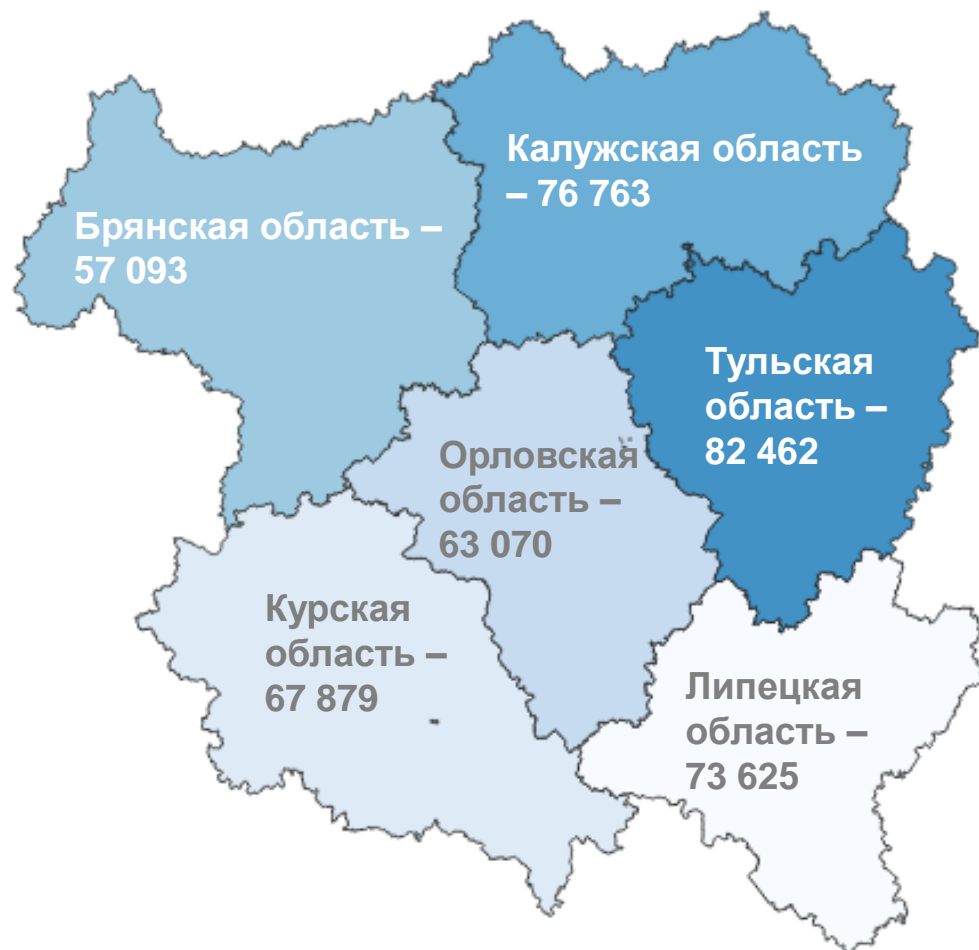 Калужская область
– 76 763
Брянская область –
57 093
Тульская
область –
82 462
Орловская
область –
63 070
Курская
область –
67 879
Липецкая
область –
73 625